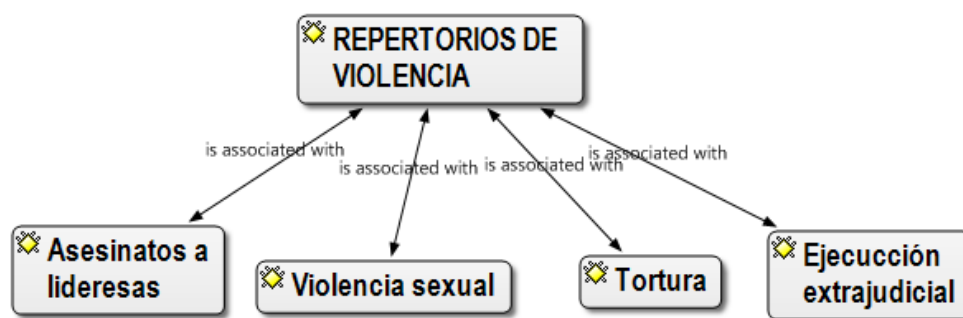 REPERTORIOS DE
VIOLENCIA
is associated with
is associated with
is associated with
is associated with
Asesinatos a
lideresas
Violencia sexual
Tortura
Ejecucción
extrajudicial